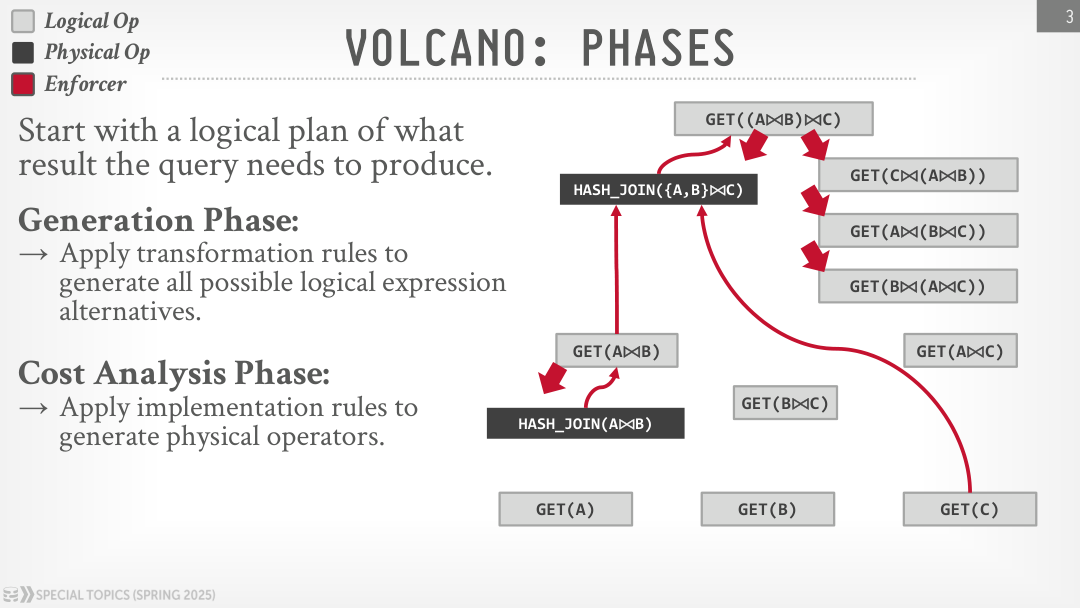 Logical Op
Physical Op
Enforcer
VOLCANO: PHASES
3
Start with a logical plan of what
result the query needs to produce.
Generation Phase:
→ Apply transformation rules to
generate all possible logical expression
alternatives.
Cost Analysis Phase:
→ Apply implementation rules to
generate physical operators.
GET((A⋈B)⋈C)
GET(C⋈(A⋈B))
HASH_JOIN({A,B}⋈C)
GET(A⋈(B⋈C))
GET(B⋈(A⋈C))
GET(A⋈B)
GET(A⋈C)
GET(B⋈C)
HASH_JOIN(A⋈B)
GET(A)
GET(B)
GET(C)
SPECIAL TOPICS (SPRING 2025)